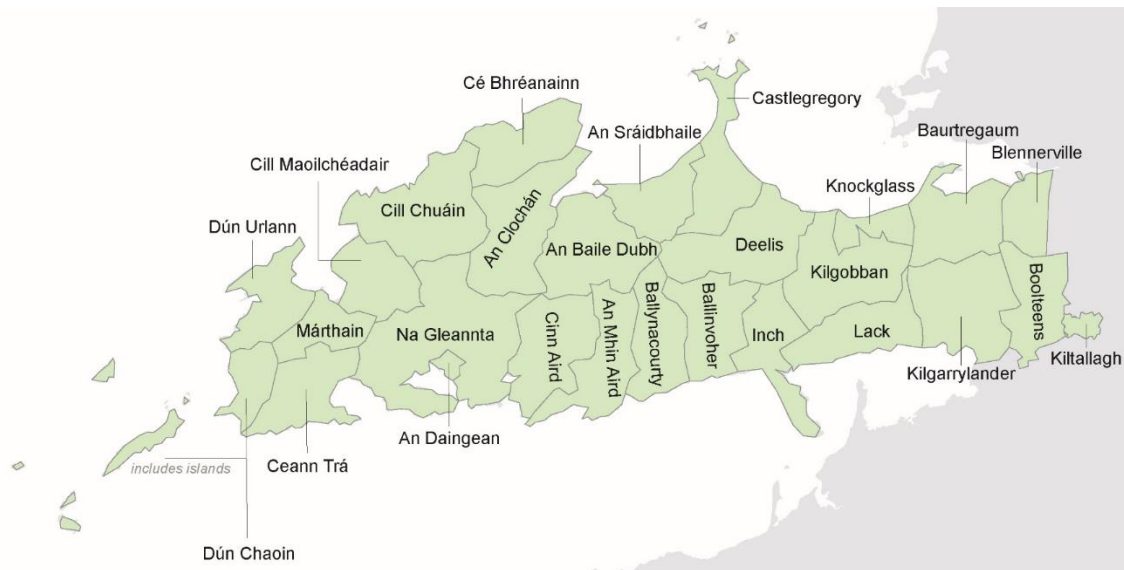 Cé Bhréanainn
Castlegregory
An Sráidbhaile
Baurtregaum
Cill Maoilchéadair
Blennerville
Knockglass
Cill Chuáin
Dún Urlann
An Clochán
An Baile Dubh
Deelis
Kilgobban
Boolteens
Márthain
Na Gleannta
Cinn Aird
An Mhin Aird
Ballynacourty
Ballinvoher
Inch
Lack
Kiltallagh
Kilgarrylander
An Daingean
Ceann Trá
includes islands
Dún Chaoin